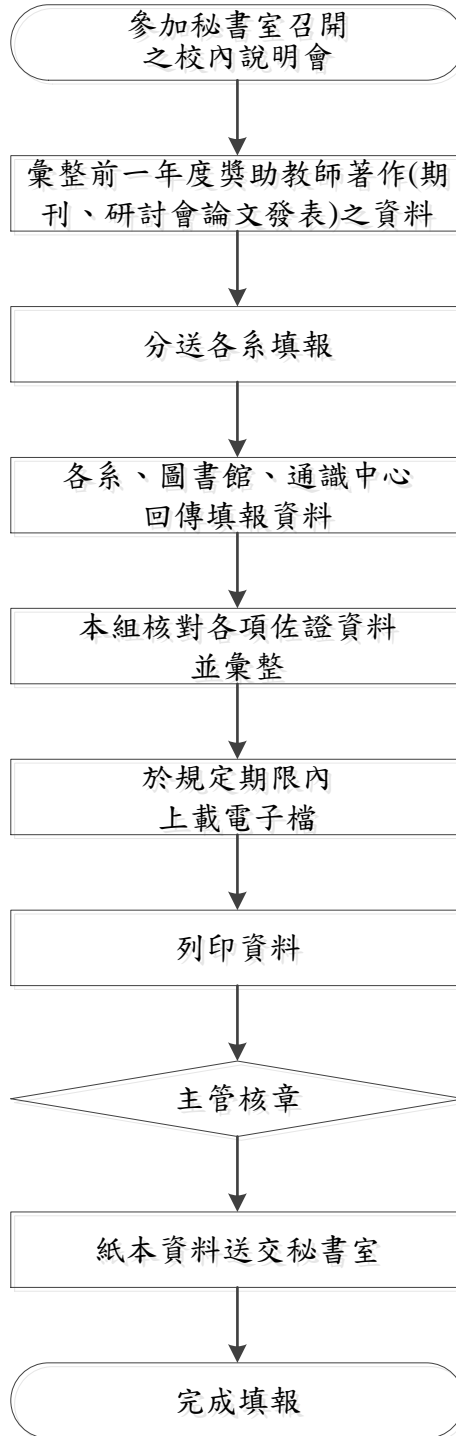 參加秘書室召開
之校內說明會
彙整前一年度獎助教師著作(期
刊、研討會論文發表)之資料
分送各系填報
各系、圖書館、通識中心
回傳填報資料
本組核對各項佐證資料
並彙整
於規定期限內
上載電子檔
列印資料
主管核章
紙本資料送交秘書室
完成填報